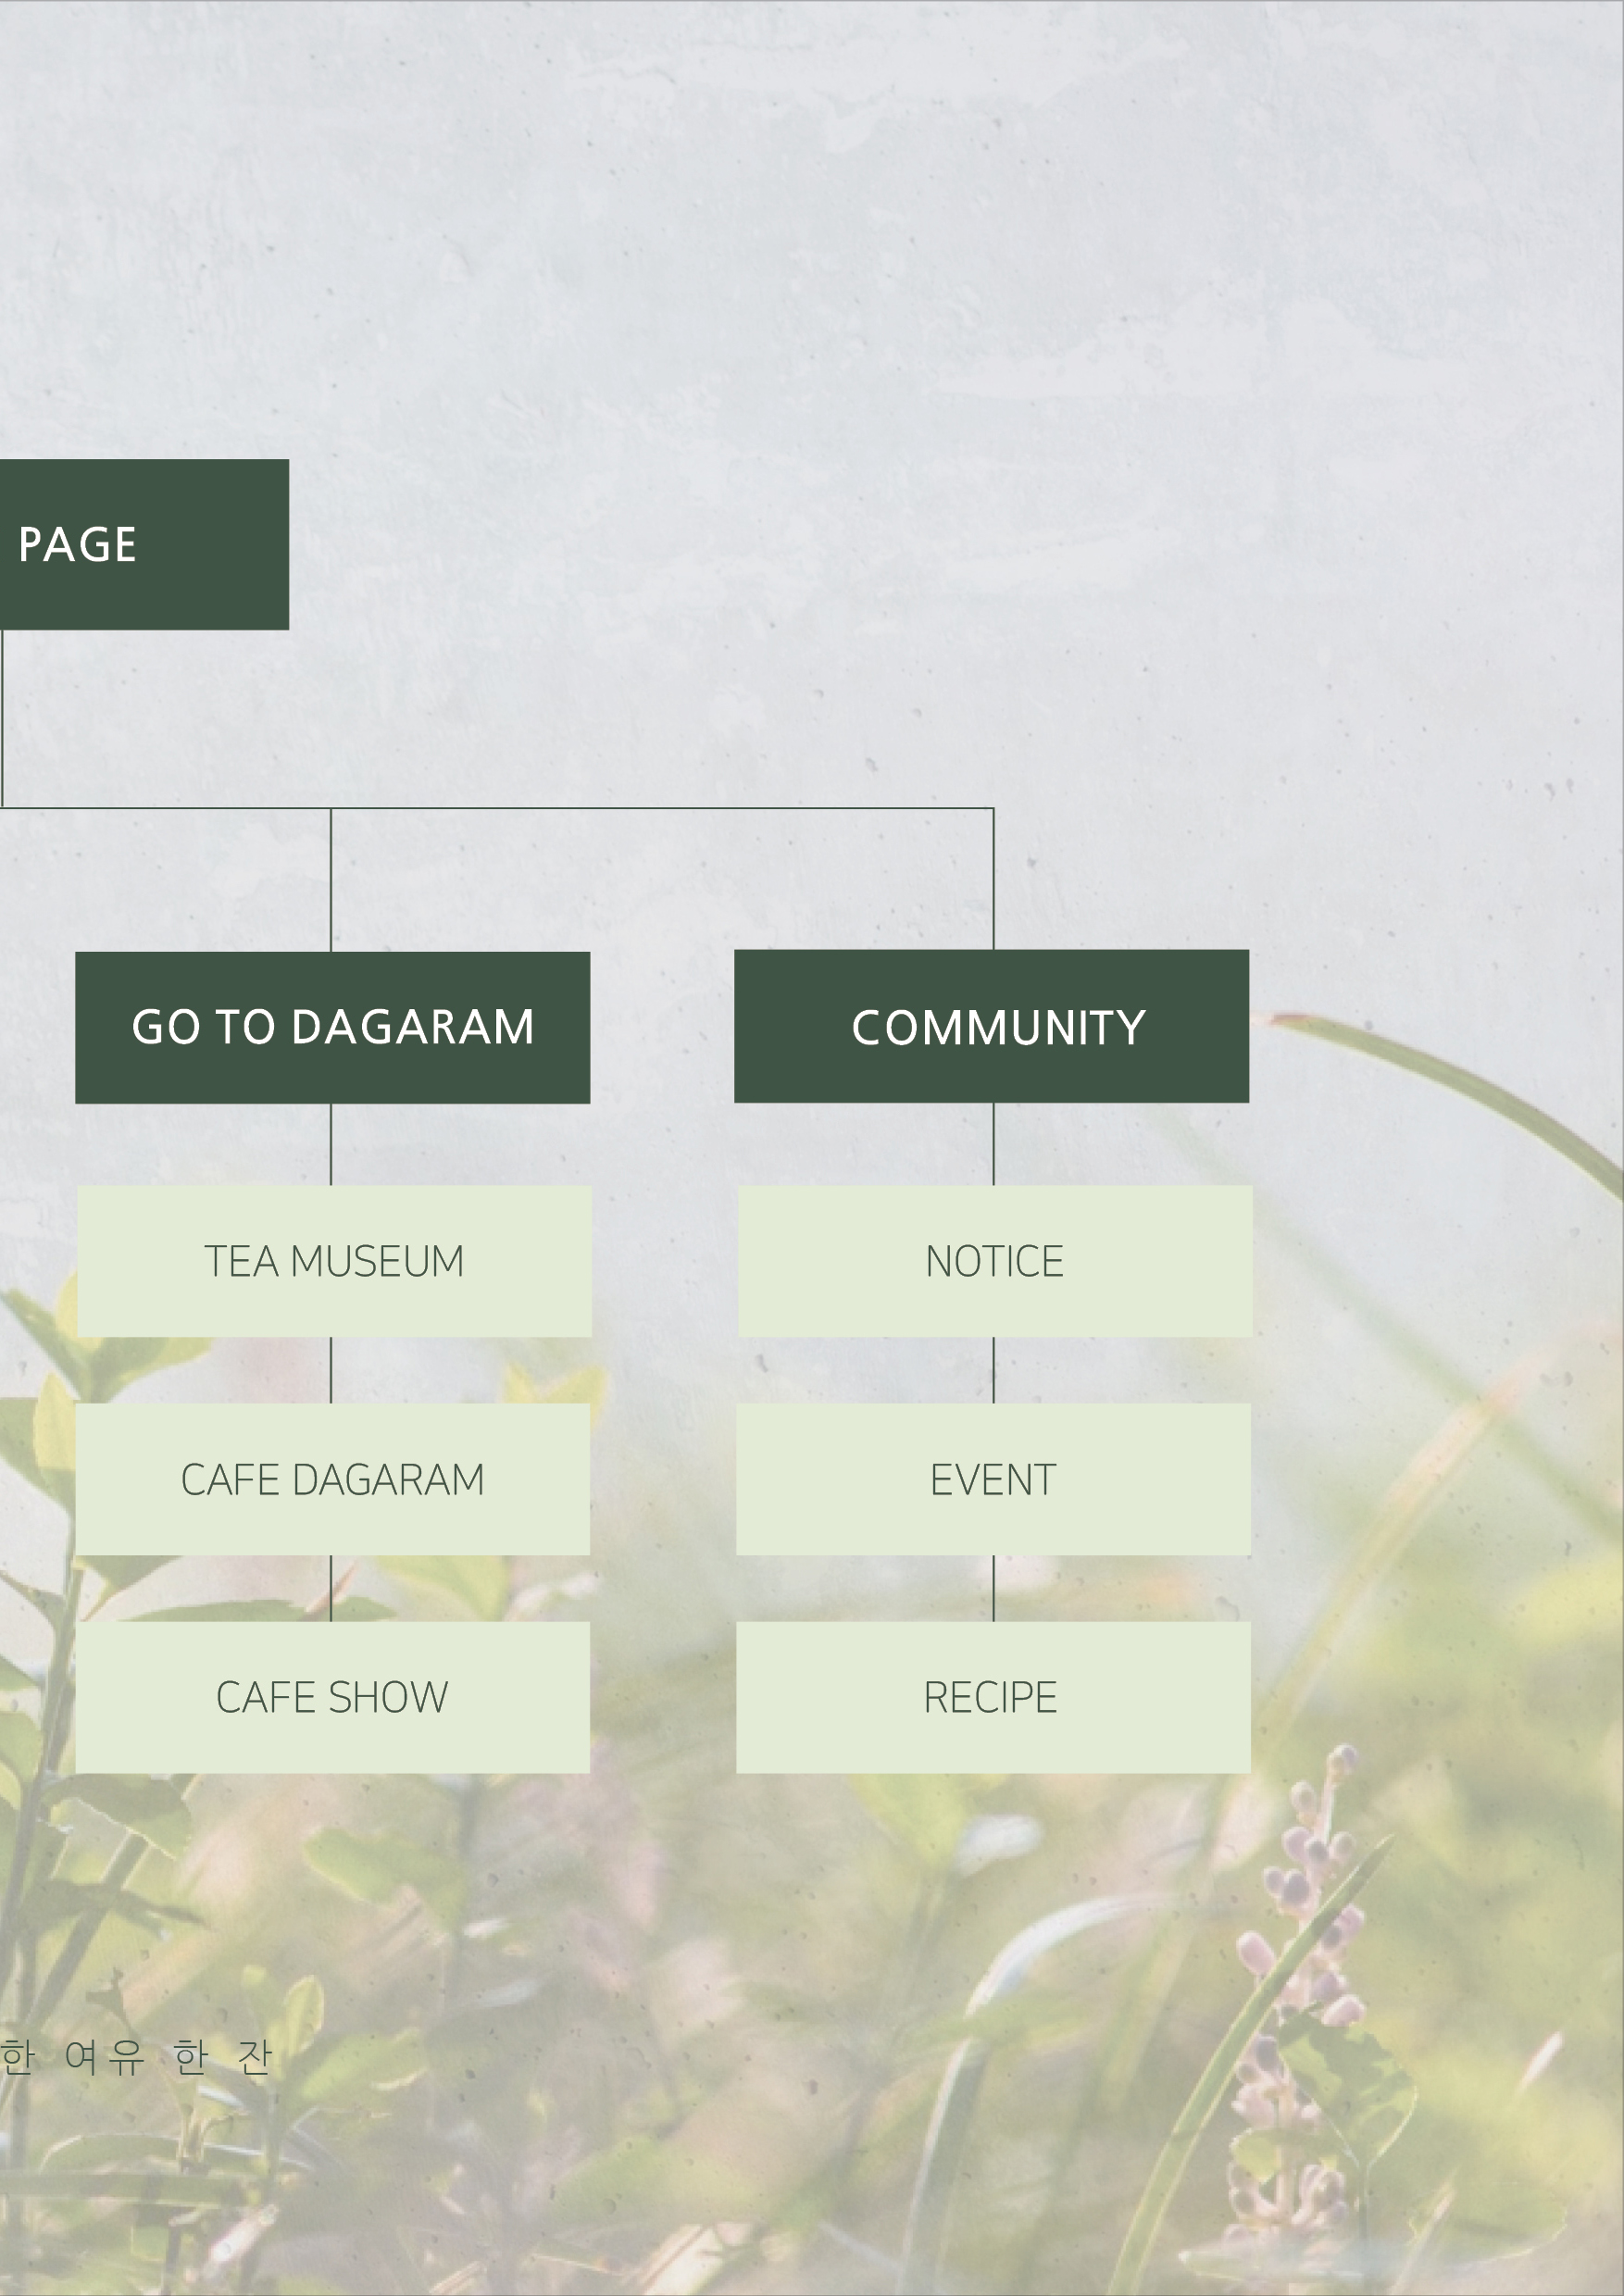 PAGE
GO TO DAGARAM
TEA MUSEUM
CAFE DAGARAM
CAFE SHOW
COMMUNITY
NOTICE
EVENT
RECIPE
한 여유 한 잔